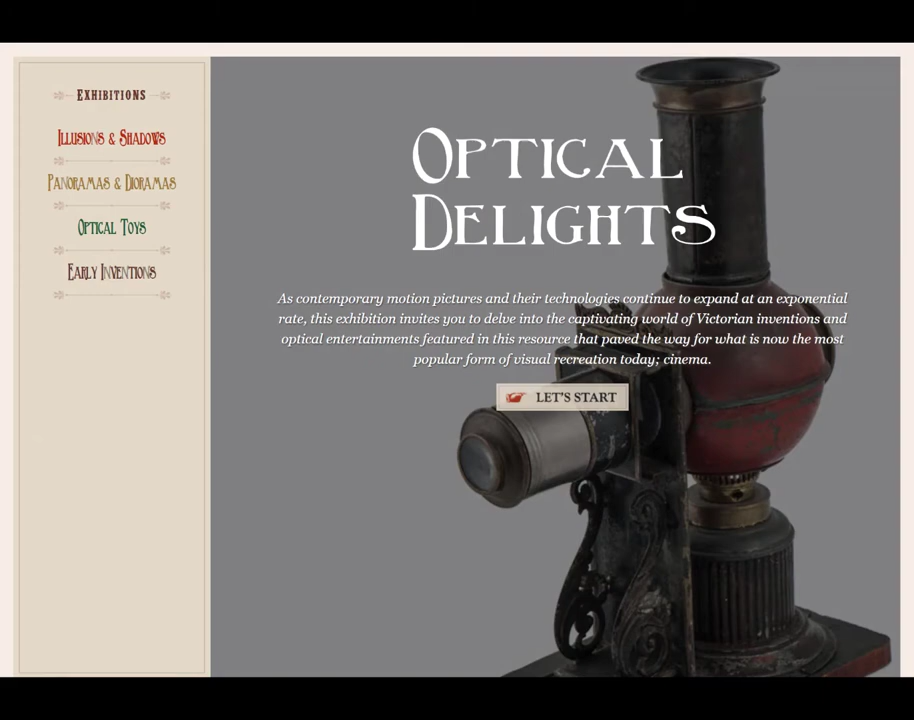 EXHIBITIONS
ILLUSIONS & SHADOWS
PANORAMAS & DIORAMAS
OPTICAL TOYS
EARLY INVENTIONS
OPTICAL
DELIGHTS
As contemporary motion pictures and their technologies continue to expand at an exponential
rate, this exhibition invites you to delve into the captivating world of Victorian inventions and
optical entertainments featured in this resource that paved the way for what is now the most
popular form of visual recreation today; cinema.
LET'S START